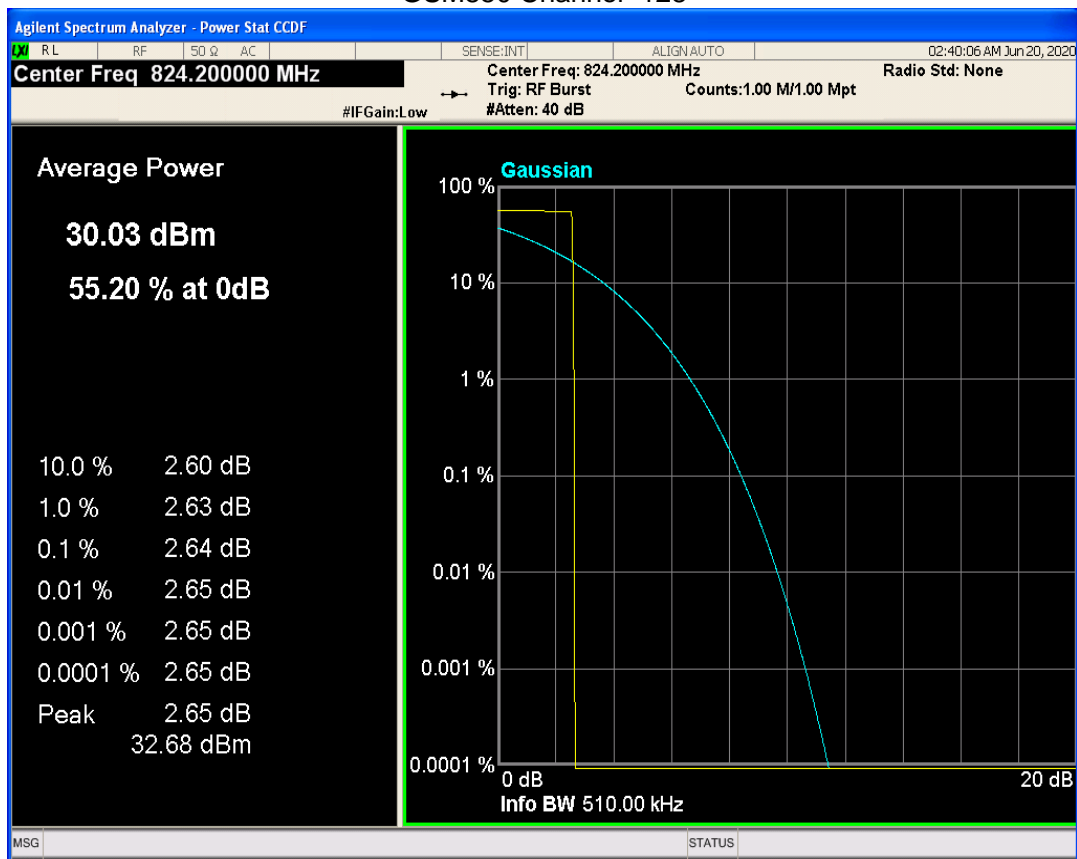 Agilent Spectrum Analyzer - Power Stat CCDF
LXI RL RF 50 Ω AC SENSE:INT ALIGN AUTO 02:40:06 AM Jun 20, 2020
Center Freq 824.200000 MHz
Center Freq: 824.200000 MHz Radio Std: None
Trig: RF Burst Counts:1.00 M/1.00 Mpt
#IFGain:Low #Atten: 40 dB
Average Power
30.03 dBm
55.20 % at 0dB
10.0 % 2.60 dB
1.0 % 2.63 dB
0.1 % 2.64 dB
0.01 % 2.65 dB
0.001 % 2.65 dB
0.0001 % 2.65 dB
Peak 2.65 dB
32.68 dBm
Gaussian
100 %
10 %
1 %
0.1 %
0.01 %
0.001 %
0.0001 %
0 dB 20 dB
Info BW 510.00 kHz
MSG STATUS